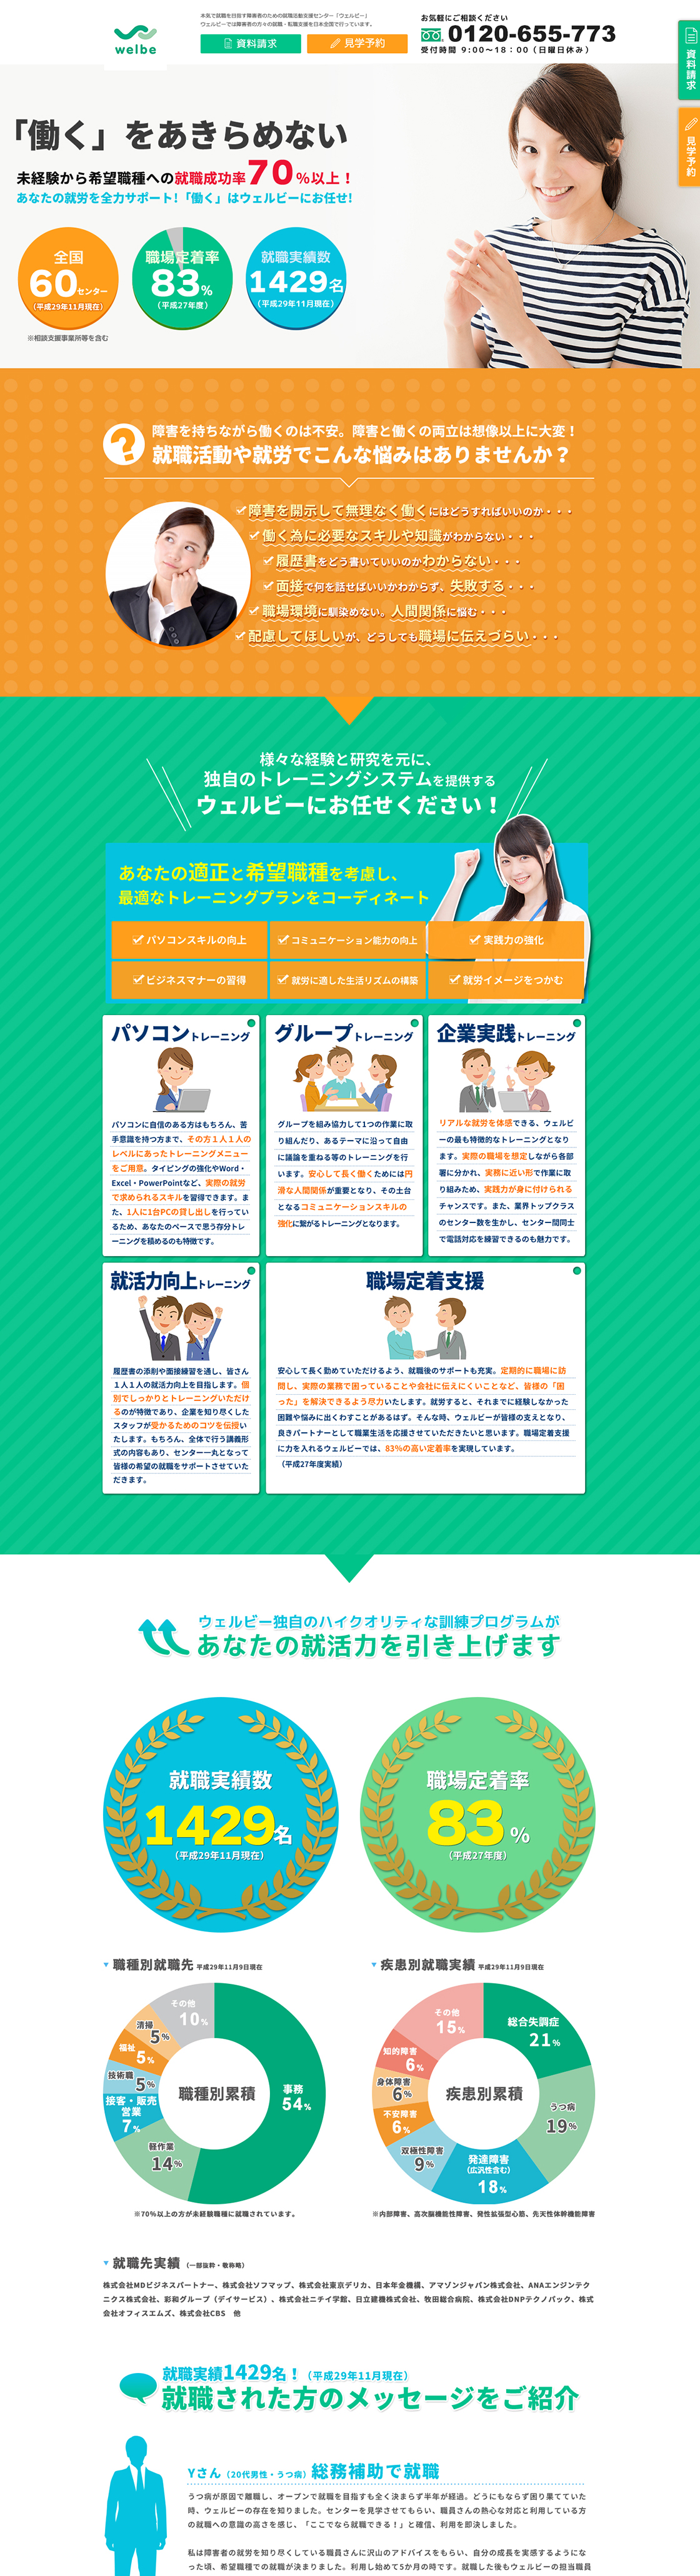 welbe
本気で就職を目指す障害者のための就職活動支援センター「ウェルビー」
ウェルビーでは障害者の方々の就職・転職支援を日本全国で行っています。
資料請求
見学予約
お気軽にご相談ください
0120-655-773
受付時間 9:00〜18：00（日曜日休み）
資料請求
見学予約
「働く」をあきらめない
未経験から希望職種への就職成功率70％以上！
あなたの就労を全力サポート!「働く」はウェルビーにお任せ!
全国
60センター
（平成29年11月現在）
職場定着率
83%
（平成27年度）
就職実績数
1429名
（平成29年11月現在）
※相談支援事業所等を含む
障害を持ちながら働くのは不安。障害と働くの両立は想像以上に大変！
就職活動や就労でこんな悩みはありませんか？
障害を開示して無理なく働くにはどうすればいいのか・・・
働く為に必要なスキルや知識がわからない・・・
履歴書をどう書いていいのかわからない・・・
面接で何を話せばいいかわからず、失敗する・・・
職場環境に馴染めない。人間関係に悩む・・・
配慮してほしいが、どうしても職場に伝えづらい・・・
様々な経験と研究を元に、
独自のトレーニングシステムを提供する
ウェルビーにお任せください！
あなたの適正と希望職種を考慮し、
最適なトレーニングプランをコーディネート
パソコンスキルの向上
コミュニケーション能力の向上
実践力の強化
ビジネスマナーの習得
就労に適した生活リズムの構築
就労イメージをつかむ
パソコントレーニング
パソコンに自信のある方はもちろん、苦
手意識を持つ方まで、その方１人１人の
レベルにあったトレーニングメニュー
をご用意。タイピングの強化やWord・
Excel・PowerPointなど、実際の就労
で求められるスキルを習得できます。ま
た、1人に1台PCの貸し出しを行ってい
るため、あなたのペースで思う存分トレ
ーニングを積めるのも特徴です。
グループトレーニング
グループを組み協力して1つの作業に取
り組んだり、あるテーマに沿って自由
に議論を重ねる等のトレーニングを行
います。安心して長く働くためには円
滑な人間関係が重要となり、その土台
となるコミュニケーションスキルの
強化に繋がるトレーニングとなります。
企業実践トレーニング
リアルな就労を体感できる、ウェルビ
ーの最も特徴的なトレーニングとなり
ます。実際の職場を想定しながら各部
署に分かれ、実務に近い形で作業に取
り組みため、実践力が身に付けられる
チャンスです。また、業界トップクラス
のセンター数を生かし、センター間同士
で電話対応を練習できるのも魅力です。
就活力向上トレーニング
履歴書の添削や面接練習を通し、皆さん
１人１人の就活力向上を目指します。個
別でしっかりとトレーニングいただけ
るのが特徴であり、企業を知り尽くした
スタッフが受かるためのコツを伝授い
たします。もちろん、全体で行う講義形
式の内容もあり、センター一丸となって
皆様の希望の就職をサポートさせていた
だきます。
職場定着支援
安心して長く勤めていただけるよう、就職後のサポートも充実。定期的に職場に訪
問し、実際の業務で困っていることや会社に伝えにくいことなど、皆様の「困
った」を解決できるよう尽力いたします。就労すると、それまでに経験しなかった
困難や悩みに出くわすことがあるはず。そんな時、ウェルビーが皆様の支えとなり、
良きパートナーとして職業生活を応援させていただきたいと思います。職場定着支援
に力を入れるウェルビーでは、83%の高い定着率を実現しています。
（平成27年度実績）
ウェルビー独自のハイクオリティな訓練プログラムが
あなたの就活力を引き上げます
就職実績数
1429名
（平成29年11月現在）
職場定着率
83%
（平成27年度）
職種別就職先 平成29年11月9日現在
その他
10%
清掃
5%
福祉
5%
技術職
5%
接客・販売
営業
7%
軽作業
14%
事務
54%
職種別累積
※70％以上の方が未経験職種に就職されています。
疾患別就職実績 平成29年11月9日現在
その他
15%
知的障害
6%
身体障害
6%
不安障害
6%
双極性障害
9%
発達障害
（広汎性含む）
18%
うつ病
19%
総合失調症
21%
疾患別累積
※内部障害、高次脳機能性障害、発性拡張型心筋、先天性体幹機能障害
就職先実績 （一部抜粋・敬称略）
株式会社MDビジネスパートナー、株式会社ソフマップ、株式会社東京デリカ、日本年金機構、アマゾンジャパン株式会社、ANAエンジンテク
ニクス株式会社、彩和グループ（デイサービス）、株式会社ニチイ学館、日立建機株式会社、牧田総合病院、株式会社DNPテクノパック、株式
会社オフィスエムズ、株式会社CBS　他
就職実績1429名！（平成29年11月現在）
就職された方のメッセージをご紹介
Yさん（20代男性・うつ病）総務補助で就職
うつ病が原因で離職し、オープンで就職を目指すも全く決まらず半年が経過。どうにもならず困り果てていた
時、ウェルビーの存在を知りました。センターを見学させてもらい、職員さんの熱心な対応と利用している方
の就職への意識の高さを感じ、「ここでなら就職できる！」と確信、利用を即決しました。
私は障害者の就労を知り尽くしている職員さんに沢山のアドバイスをもらい、自分の成長を実感するようにな
った頃、希望職種での就職が決まりました。利用し始めて5か月の時です。就職した後もウェルビーの担当職員